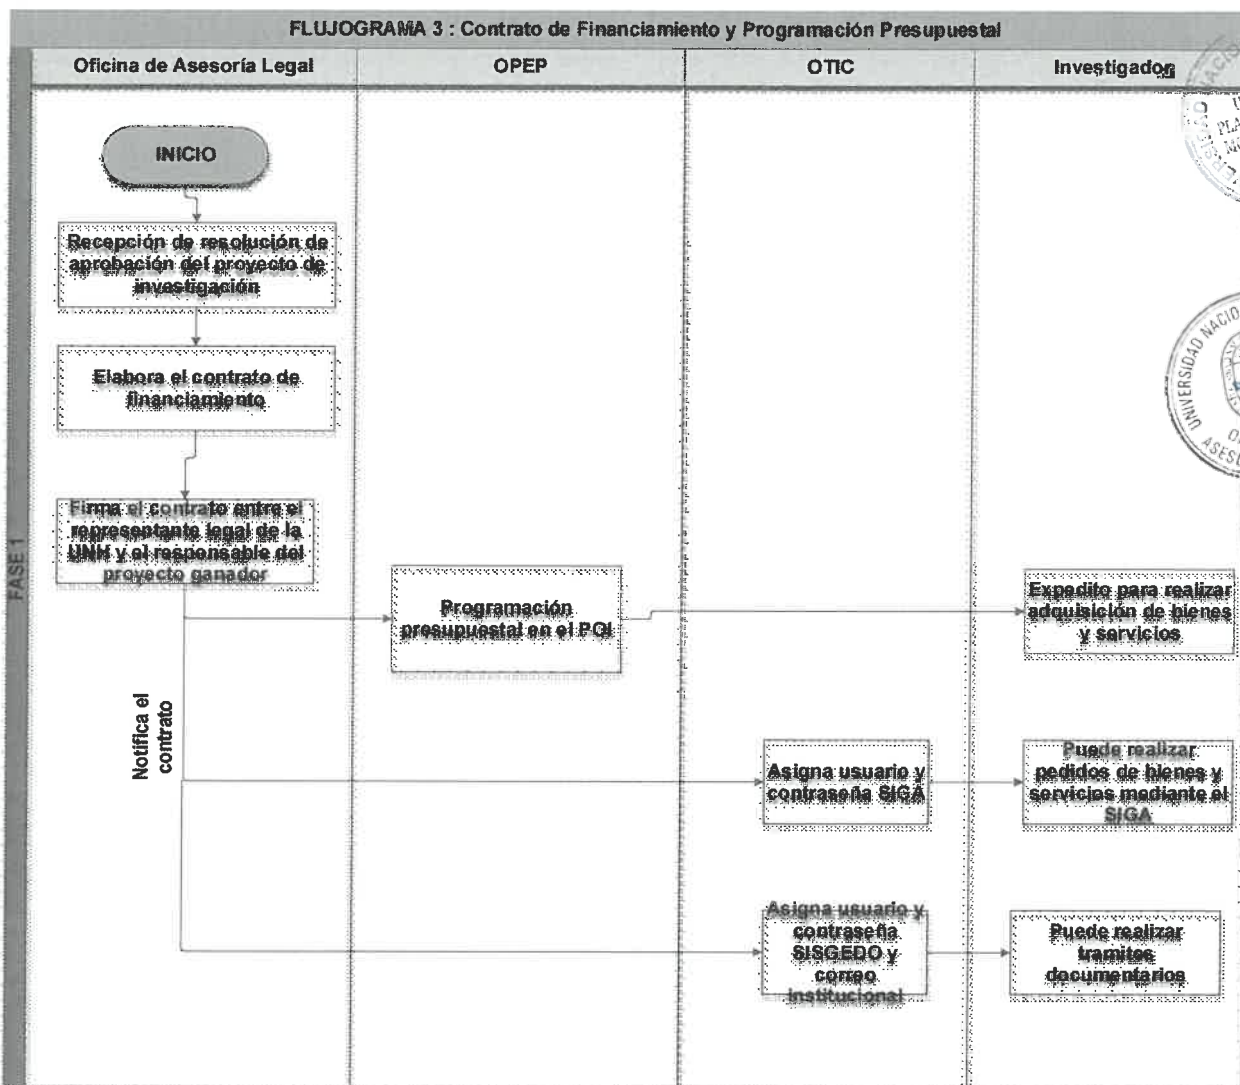 FLUJOGRAMA 3 : Contrato de Financiamiento y Programación Presupuestal
Oficina de Asesoría Legal
OPEP
OTIC
Investigador
FASE 1
INICIO
Recepción de resolución de
aprobación del proyecto de
investigación
Elabora el contrato de
financiamiento
Firma el contrato entre el
representante legal de la
UNH y el responsable del
proyecto ganador
Notifica el
contrato
Programación
presupuestal en el POI
Expedito para realizar
adquisición de bienes
y servicios
Asigna usuario y
contraseña SIGA
Puede realizar
pedidos de bienes y
servicios mediante el
SIGA
Asigna usuario y
contraseña
SISGEDO y
correo
institucional
Puede realizar
tramites
documentarios
UNIVERSIDAD